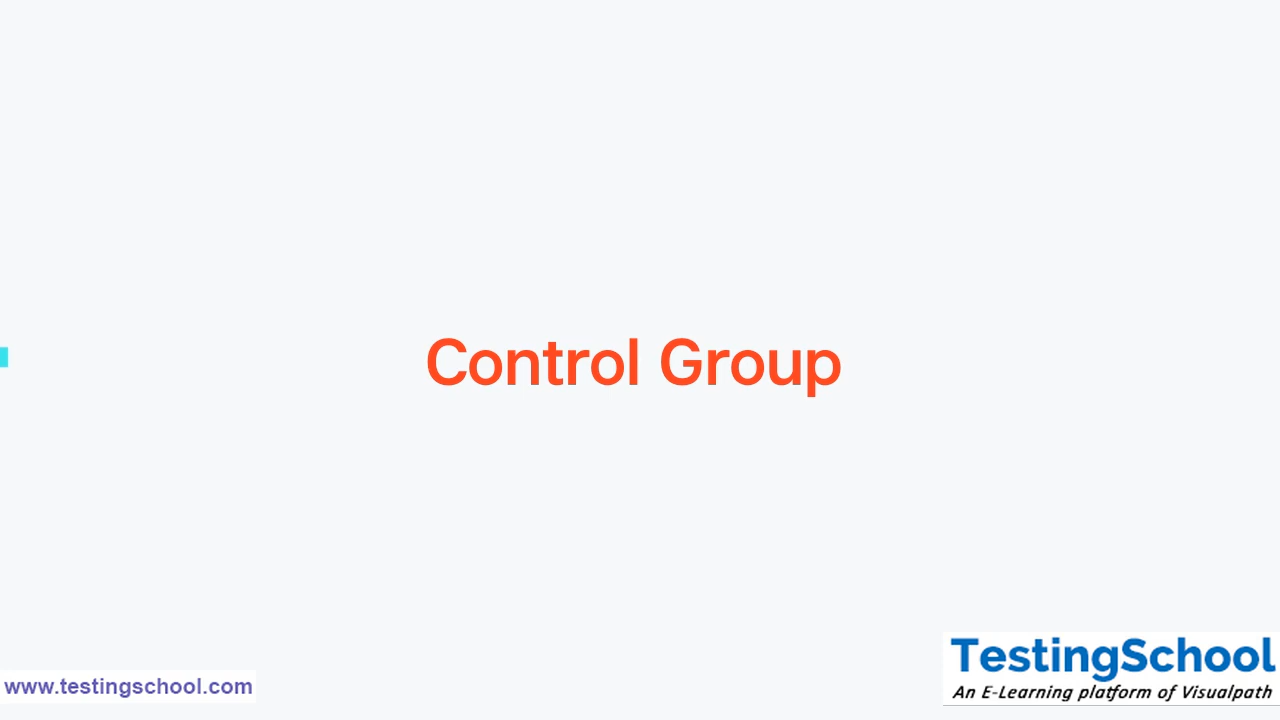 Control Group
TestingSchool
www.testingschool.com
An E-Learning platform of Visualpath